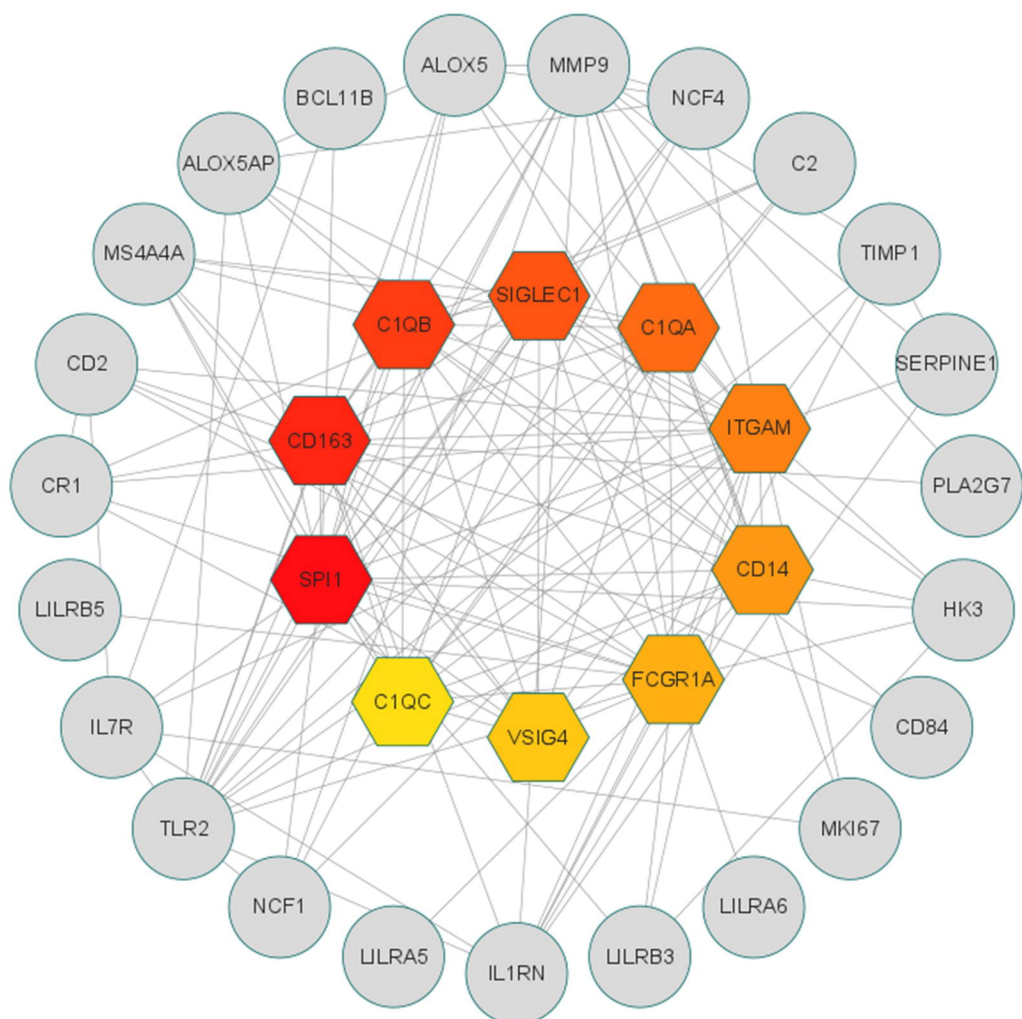 ALOX5
MMP9
BCL11B
NCF4
ALOX5AP
C2
MS4A4A
TIMP1
SIGLEC1
C1QB
C1QA
CD2
SERPINE1
CD163
ITGAM
CR1
PLA2G7
SPI1
CD14
LILRB5
HK3
C1QC
FCGR1A
VSIG4
IL7R
CD84
TLR2
MKI67
NCF1
LILRA6
LILRA5
IL1RN
LILRB3